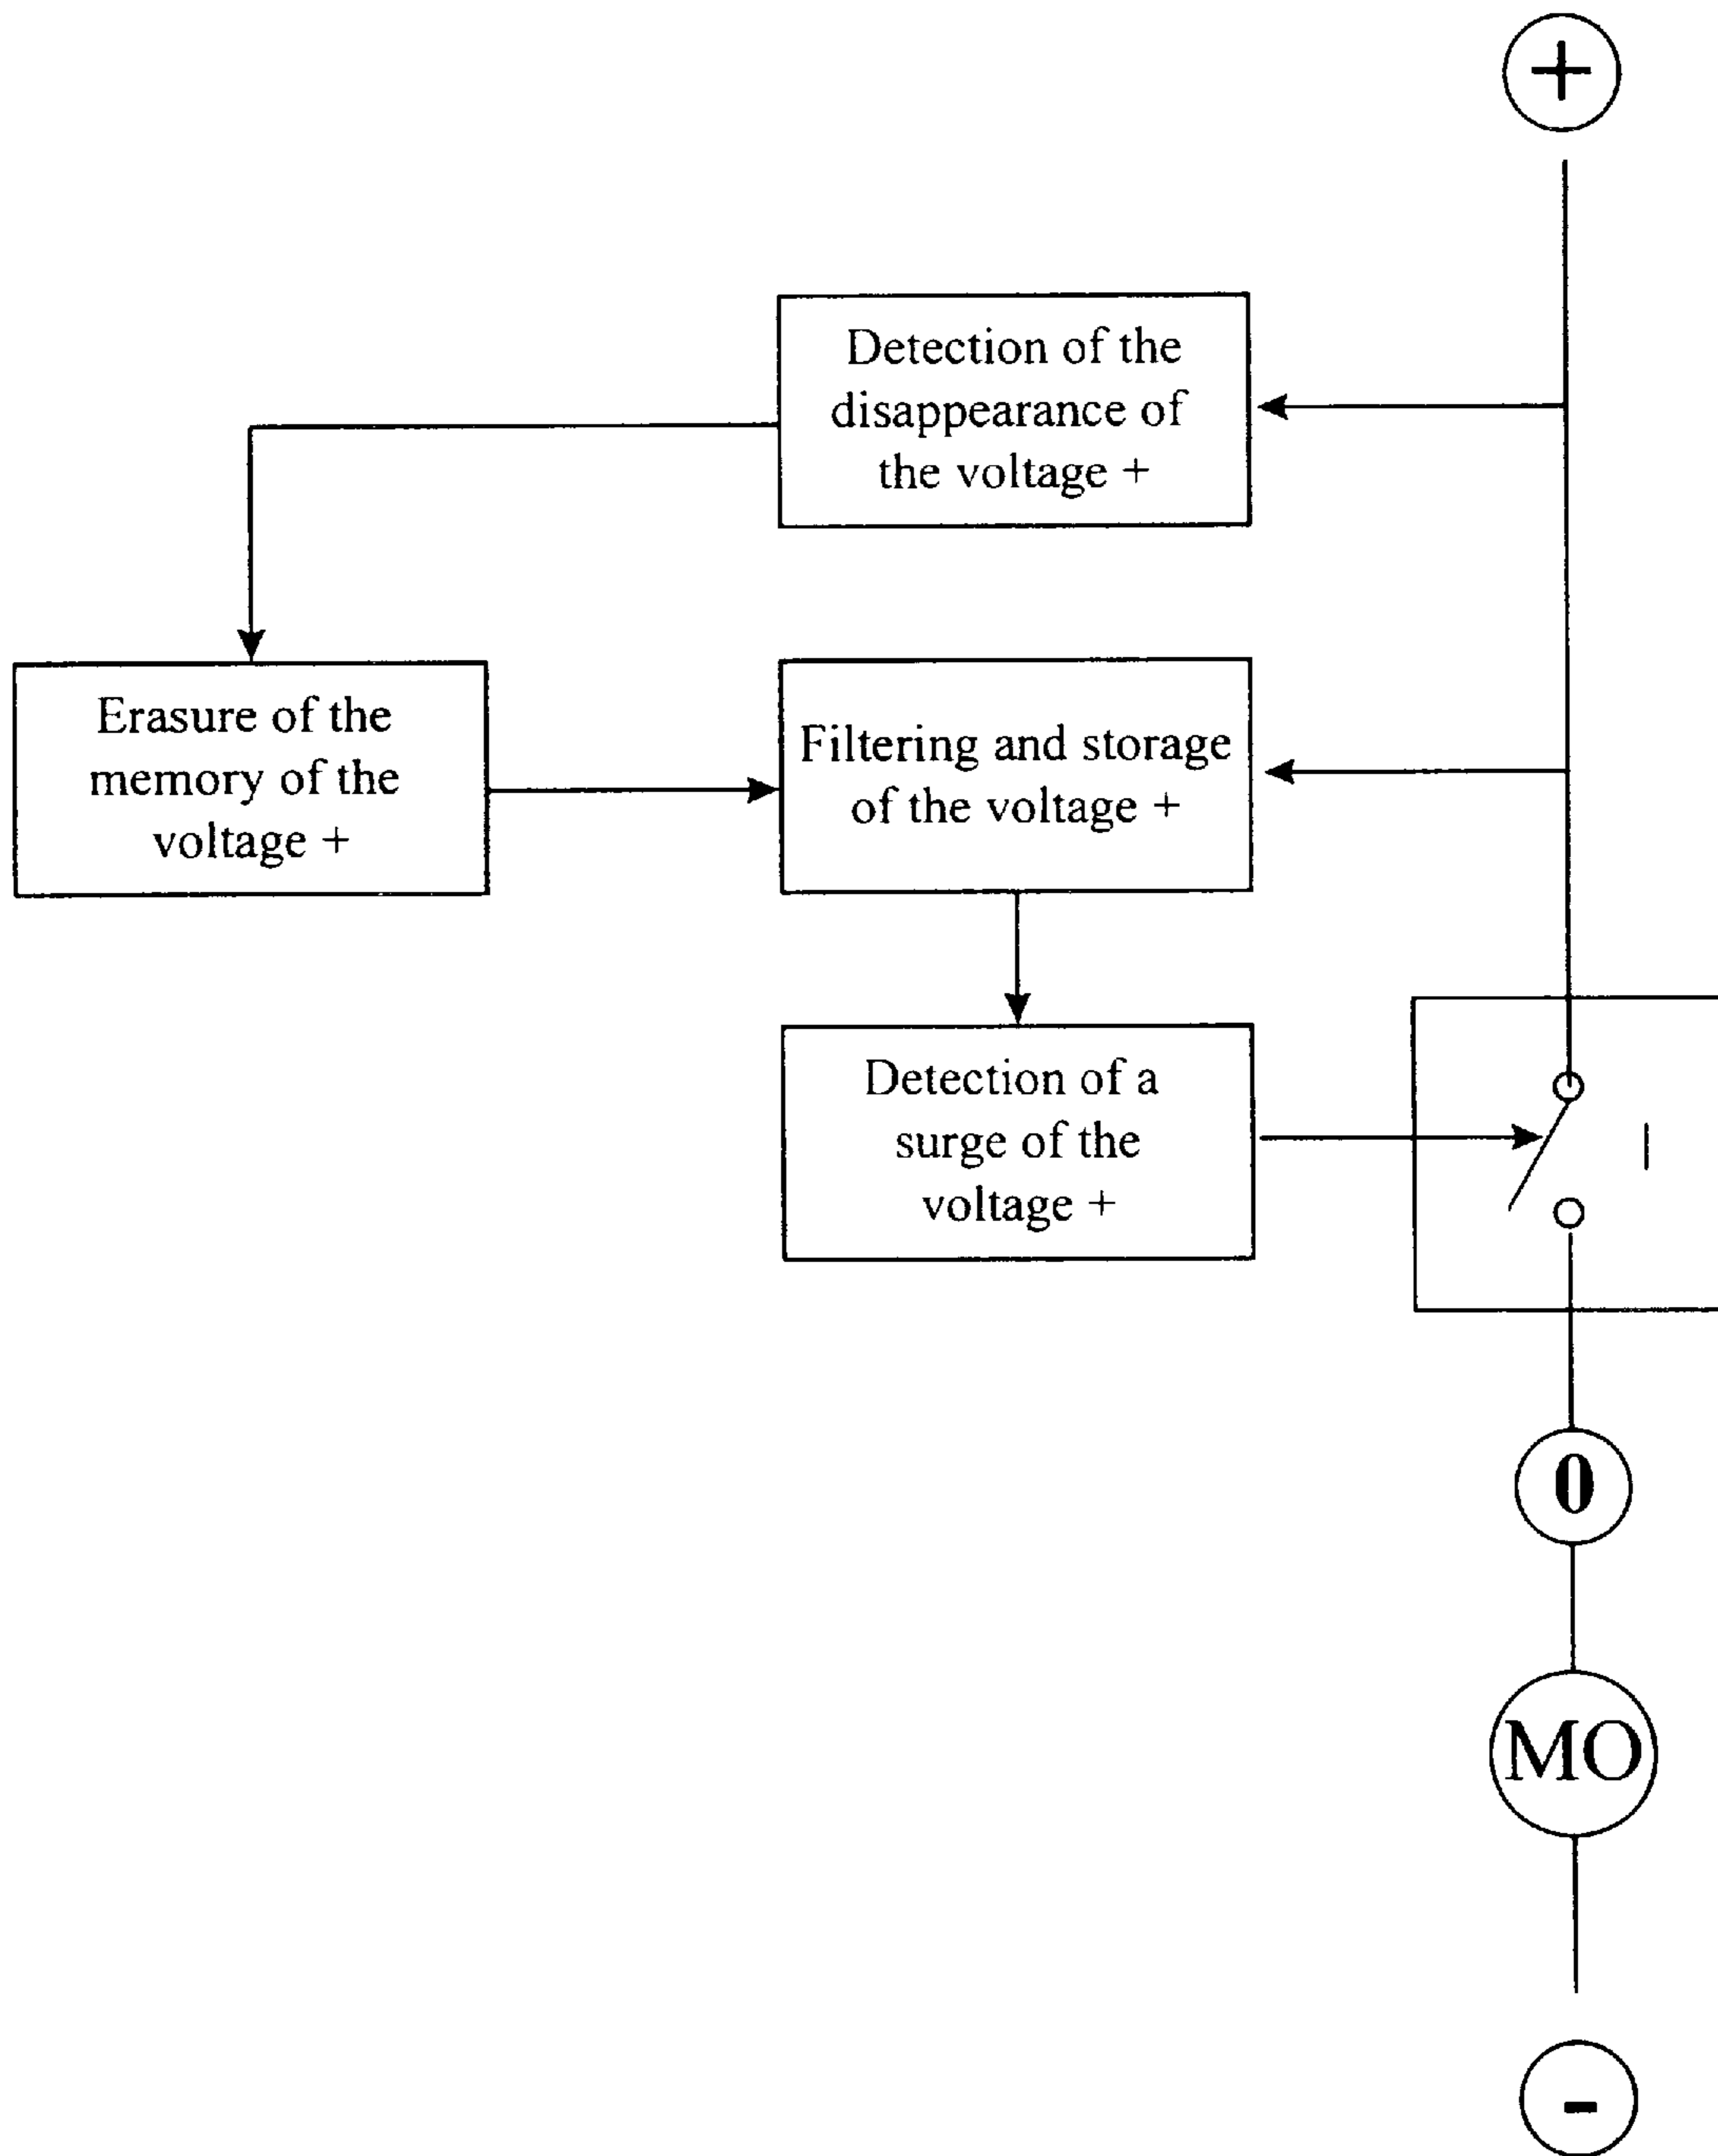 +
Detection of the
disappearance of
the voltage +
Erasure of the
memory of the
voltage +
Filtering and storage
of the voltage +
Detection of a
surge of the
voltage +
I
0
MO
-